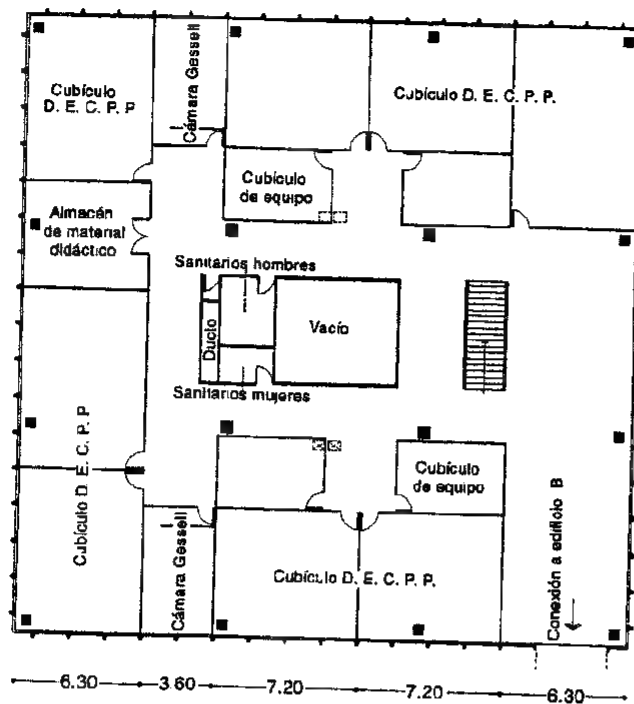 Cubículo
D. E. C. P. P
Cámara Gessell
Cubículo D. E. C. P. P.
Cubículo
de equipo
Almacén
de material
didáctico
Sanitarios hombres
Ducto
Vacío
Sanitarios mujeres
Cubículo D. E. C. P. P
Cubículo
de equipo
Cámara Gessell
Cubículo D. E. C. P. P.
Conexión a edificio B
6.30
3.60
7.20
7.20
6.30